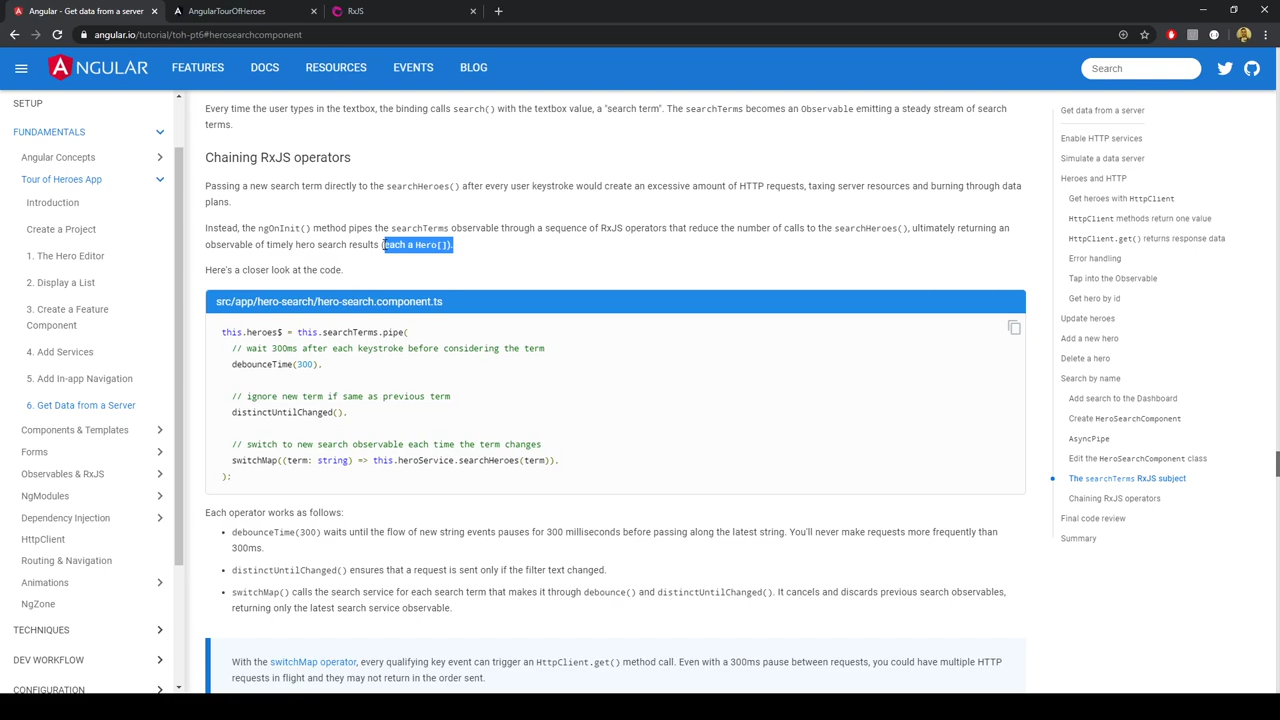 Angular - Get data from a server
AngularTourOfHeroes
RxJS
angular.io/tutorial/toh-pt6#herosearchcomponent
ANGULAR
FEATURES
DOCS
RESOURCES
EVENTS
BLOG
Search
SETUP
FUNDAMENTALS
Angular Concepts
Tour of Heroes App
Introduction
Create a Project
1. The Hero Editor
2. Display a List
3. Create a Feature
Component
4. Add Services
5. Add In-app Navigation
6. Get Data from a Server
Components & Templates
Forms
Observables & RxJS
NgModules
Dependency Injection
HttpClient
Routing & Navigation
Animations
NgZone
TECHNIQUES
DEV WORKFLOW
CONFIGURATION
Every time the user types in the textbox, the binding calls search() with the textbox value, a "search term". The searchTerms becomes an Observable emitting a steady stream of search
terms.
Chaining RxJS operators
Passing a new search term directly to the searchHeroes() after every user keystroke would create an excessive amount of HTTP requests, taxing server resources and burning through data
plans.
Instead, the ngOnInit() method pipes the searchTerms observable through a sequence of RxJS operators that reduce the number of calls to the searchHeroes(), ultimately returning an
observable of timely hero search results (each a Hero[]).
Here's a closer look at the code.
src/app/hero-search/hero-search.component.ts
this.heroes$ = this.searchTerms.pipe(
// wait 300ms after each keystroke before considering the term
debounceTime(300),
// ignore new term if same as previous term
distinctUntilChanged(),
// switch to new search observable each time the term changes
switchMap((term: string) => this.heroService.searchHeroes(term)),
);
Each operator works as follows:
• debounceTime(300) waits until the flow of new string events pauses for 300 milliseconds before passing along the latest string. You'll never make requests more frequently than
300ms.
• distinctUntilChanged() ensures that a request is sent only if the filter text changed.
• switchMap() calls the search service for each search term that makes it through debounce() and distinctUntilChanged(). It cancels and discards previous search observables,
returning only the latest search service observable.
With the switchMap operator, every qualifying key event can trigger an HttpClient.get() method call. Even with a 300ms pause between requests, you could have multiple HTTP
requests in flight and they may not return in the order sent.
Get data from a server
Enable HTTP services
Simulate a data server
Heroes and HTTP
Get heroes with HttpClient
HttpClient methods return one value
HttpClient.get() returns response data
Error handling
Tap into the Observable
Get hero by id
Update heroes
Add a new hero
Delete a hero
Search by name
Add search to the Dashboard
Create HeroSearchComponent
AsyncPipe
Edit the HeroSearchComponent class
The searchTerms RxJS subject
Chaining RxJS operators
Final code review
Summary